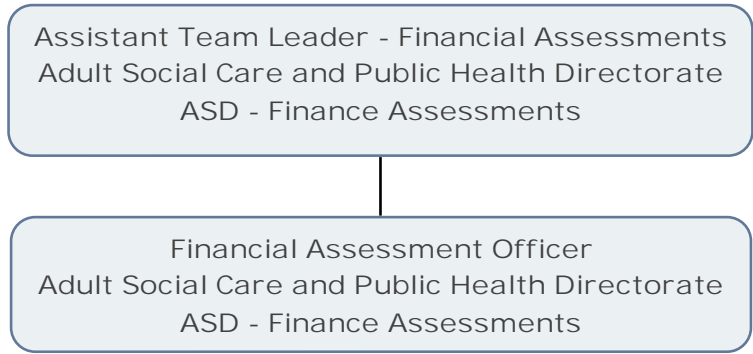 Assistant Team Leader - Financial Assessments
Adult Social Care and Public Health Directorate
ASD - Finance Assessments
Financial Assessment Officer
Adult Social Care and Public Health Directorate
ASD - Finance Assessments